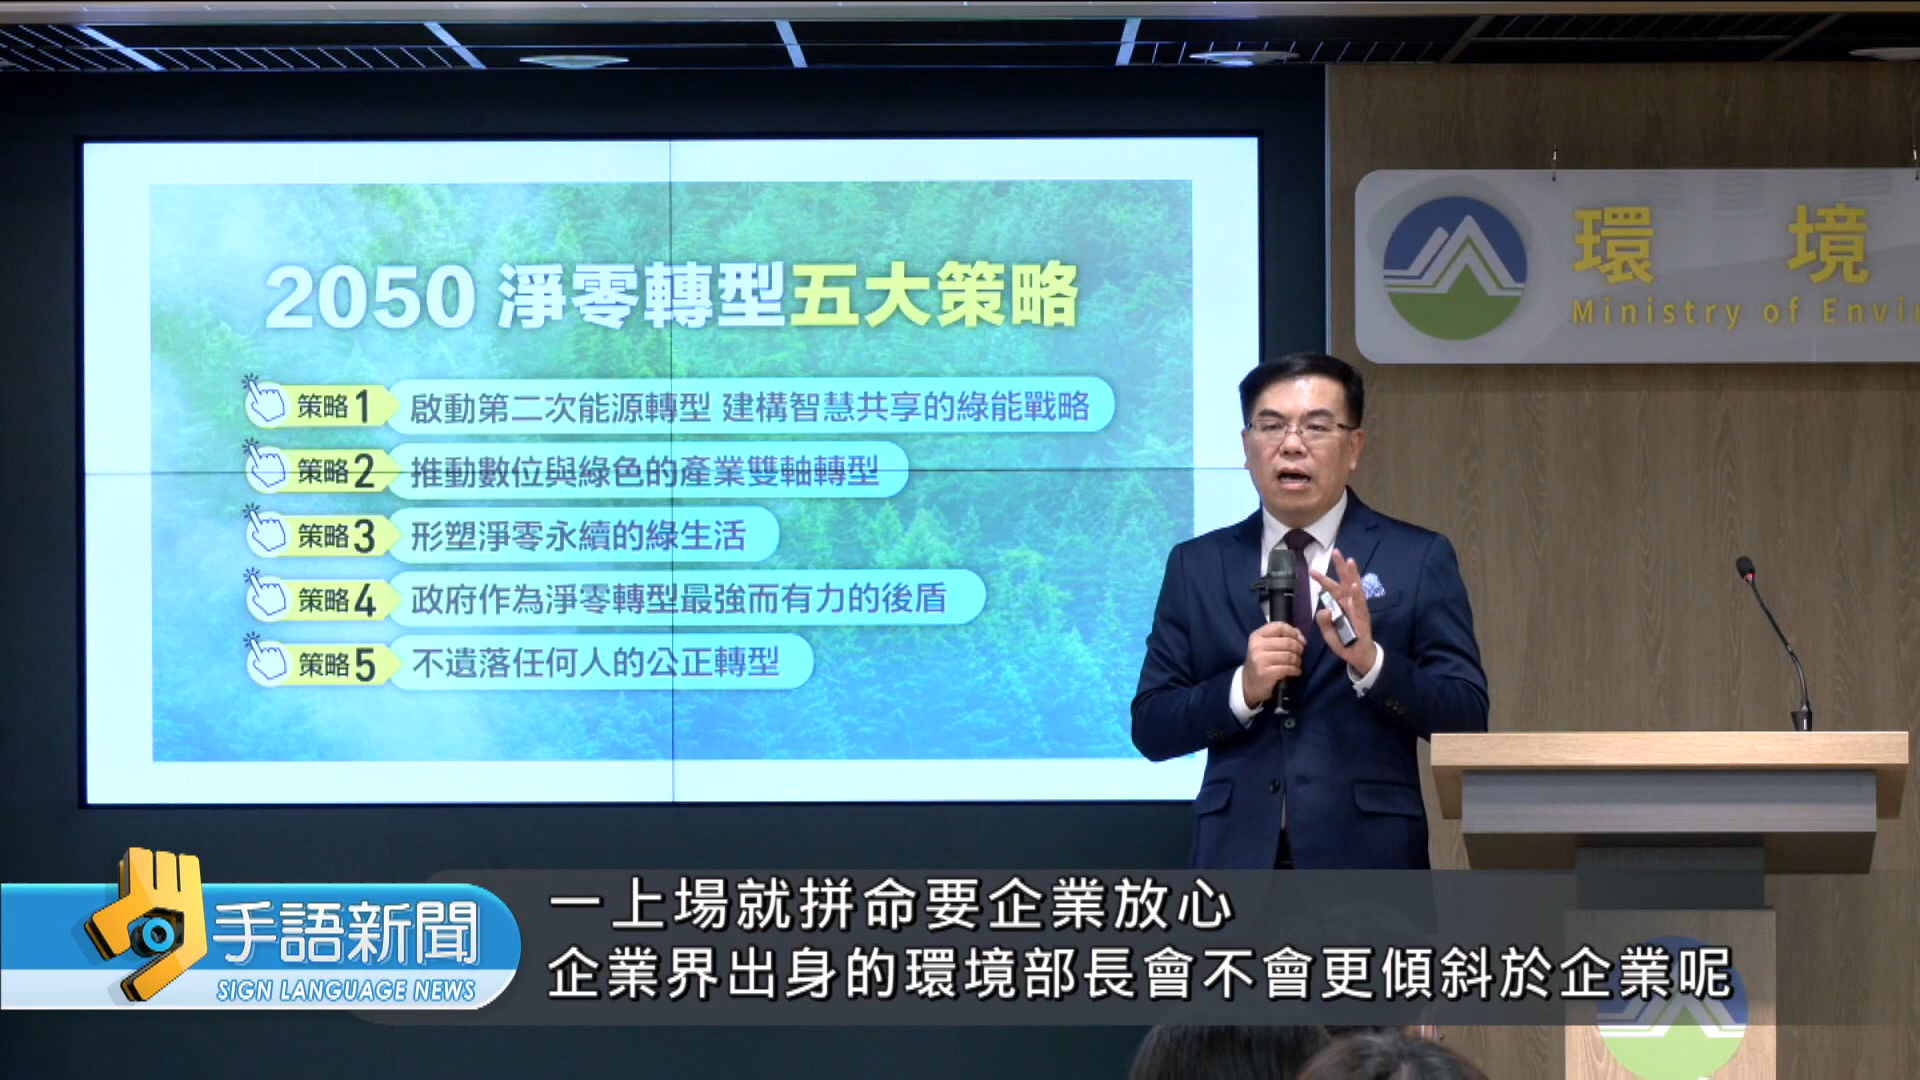 2050 淨零轉型五大策略
策略1 啟動第二次能源轉型 建構智慧共享的綠能戰略
策略2 推動數位與綠色的產業雙軸轉型
策略3 形塑淨零永續的綠生活
策略4 政府作為淨零轉型最強而有力的後盾
策略5 不遺落任何人的公正轉型
環 境
Ministry of Envir
手語新聞
SIGN LANGUAGE NEWS
一上場就拼命要企業放心
企業界出身的環境部長會不會更傾斜於企業呢